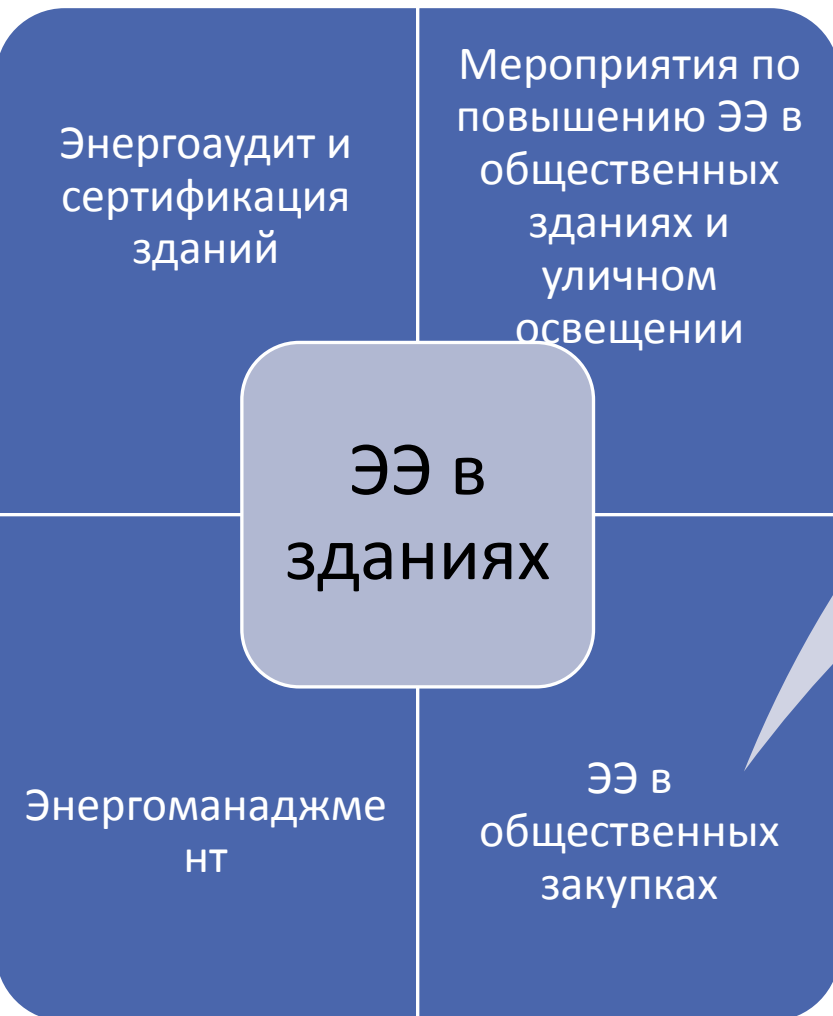 Энергоаудит и
сертификация
зданий
Мероприятия по
повышению ЭЭ в
общественных
зданиях и
уличном
освещении
ЭЭ в
зданиях
Энергоманаджме
нт
ЭЭ в
общественных
закупках